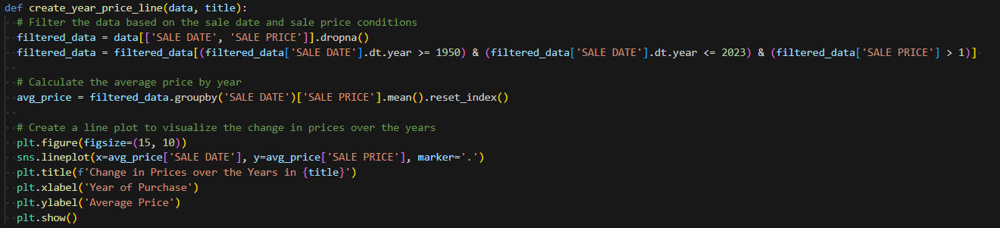 def create_year_price_line(data, title):
  # Filter the data based on the sale date and sale price conditions
  filtered_data = data[['SALE DATE', 'SALE PRICE']].dropna()
  filtered_data = filtered_data[(filtered_data['SALE DATE'].dt.year >= 1950) & (filtered_data['SALE DATE'].dt.year <= 2023) & (filtered_data['SALE PRICE'] > 1)]
  # Calculate the average price by year
  avg_price = filtered_data.groupby('SALE DATE')['SALE PRICE'].mean().reset_index()
  # Create a line plot to visualize the change in prices over the years
  plt.figure(figsize=(15, 10))
  sns.lineplot(x=avg_price['SALE DATE'], y=avg_price['SALE PRICE'], marker='.')
  plt.title(f'Change in Prices over the Years in {title}')
  plt.xlabel('Year of Purchase')
  plt.ylabel('Average Price')
  plt.show()